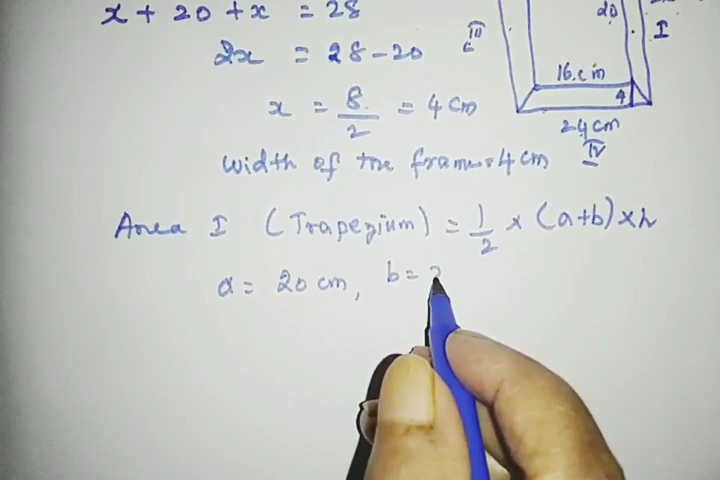 x + 20 + x = 28
2x = 28 - 20
x = 8/2 = 4 cm
width of the frame = 4 cm
Area I (Trapezium) = 1/2 × (a+b) × h
a = 20 cm, b =
III
20
I
16 cm
4
24 cm
IV